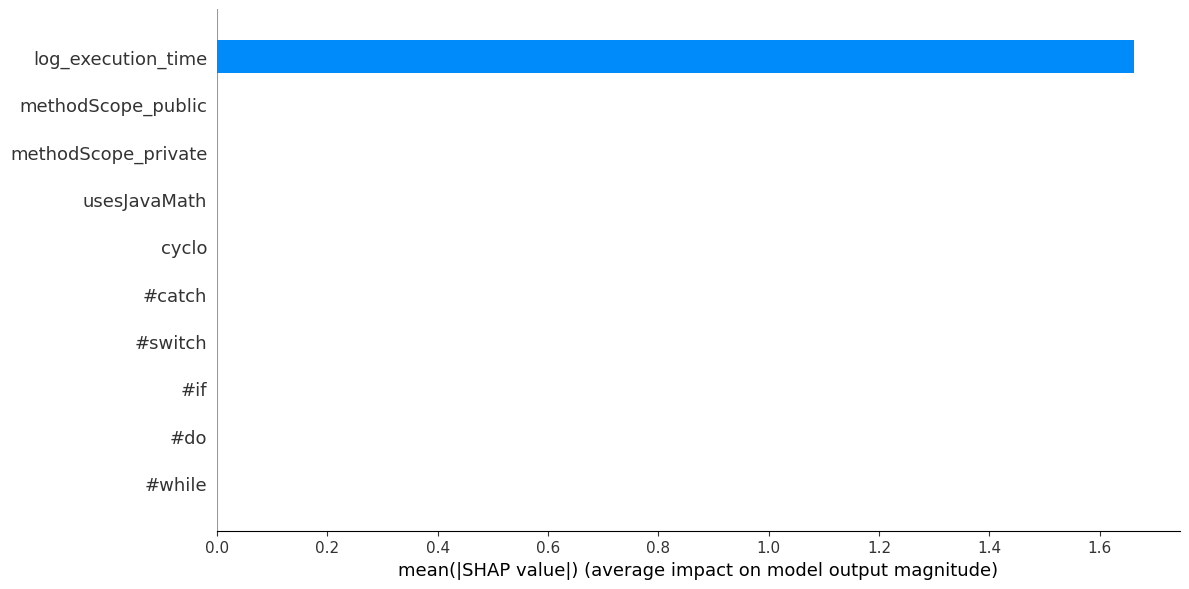 log_execution_time
methodScope_public
methodScope_private
usesJavaMath
cyclo
#catch
#switch
#if
#do
#while
0.0 0.2 0.4 0.6 0.8 1.0 1.2 1.4 1.6
mean(|SHAP value|) (average impact on model output magnitude)